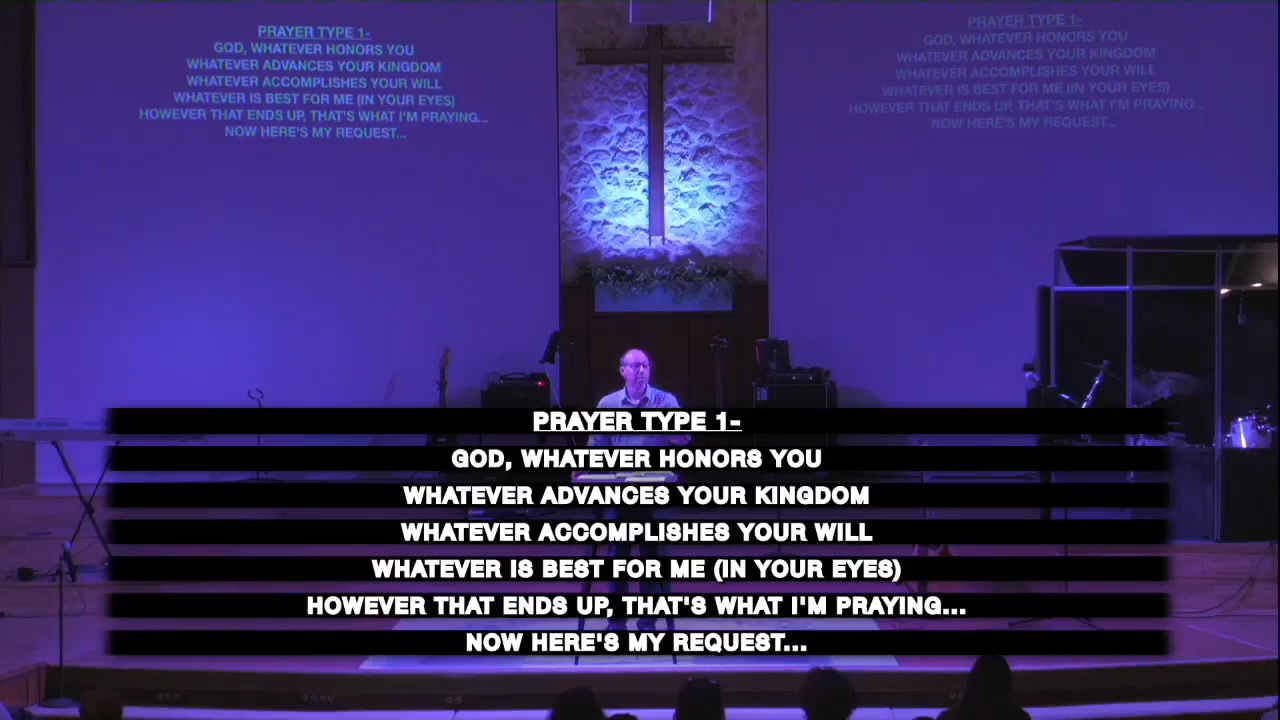 PRAYER TYPE 1-
GOD, WHATEVER HONORS YOU
WHATEVER ADVANCES YOUR KINGDOM
WHATEVER ACCOMPLISHES YOUR WILL
WHATEVER IS BEST FOR ME (IN YOUR EYES)
HOWEVER THAT ENDS UP, THAT'S WHAT I'M PRAYING...
NOW HERE'S MY REQUEST...
PRAYER TYPE 1-
GOD, WHATEVER HONORS YOU
WHATEVER ADVANCES YOUR KINGDOM
WHATEVER ACCOMPLISHES YOUR WILL
WHATEVER IS BEST FOR ME (IN YOUR EYES)
HOWEVER THAT ENDS UP, THAT'S WHAT I'M PRAYING...
NOW HERE'S MY REQUEST...
PRAYER TYPE 1-
GOD, WHATEVER HONORS YOU
WHATEVER ADVANCES YOUR KINGDOM
WHATEVER ACCOMPLISHES YOUR WILL
WHATEVER IS BEST FOR ME (IN YOUR EYES)
HOWEVER THAT ENDS UP, THAT'S WHAT I'M PRAYING...
NOW HERE'S MY REQUEST...